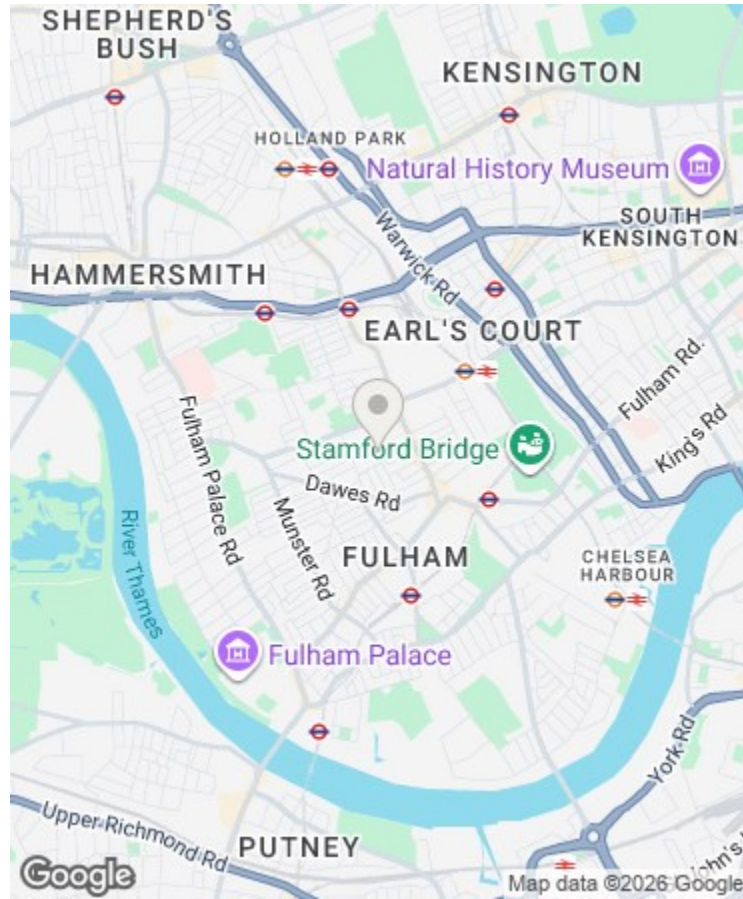 SHEPHERD'S
BUSH
KENSINGTON
HOLLAND PARK
Natural History Museum
SOUTH
KENSINGTON
Warwick Rd
HAMMERSMITH
EARL'S COURT
Fulham Rd.
King's Rd
Stamford Bridge
Fulham Palace Rd
Dawes Rd
Munster Rd
River Thames
FULHAM
CHELSEA
HARBOUR
Fulham Palace
York Rd
Upper Richmond Rd
PUTNEY
John's
Google
Map data ©2026 Google